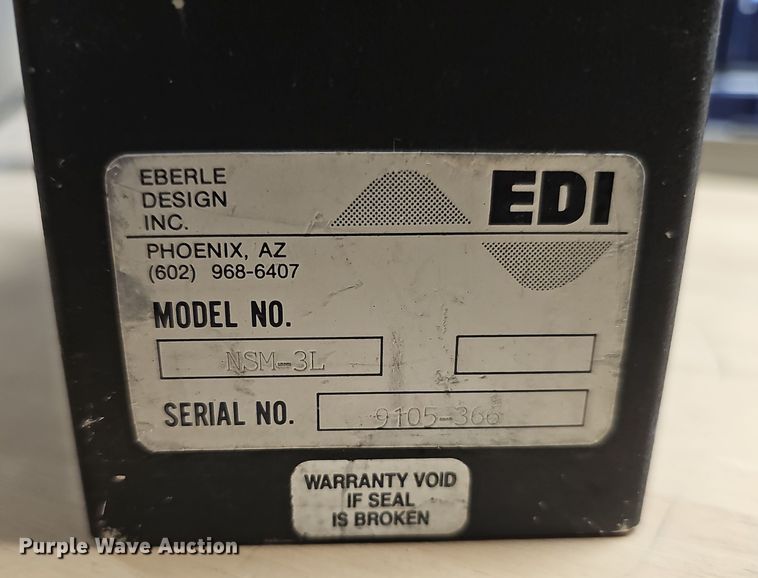 EBERLE
DESIGN
INC.
EDI
PHOENIX, AZ
(602) 968-6407
MODEL NO.
NSM-3L
SERIAL NO. 9105-366
WARRANTY VOID
IF SEAL
IS BROKEN
Purple Wave Auction